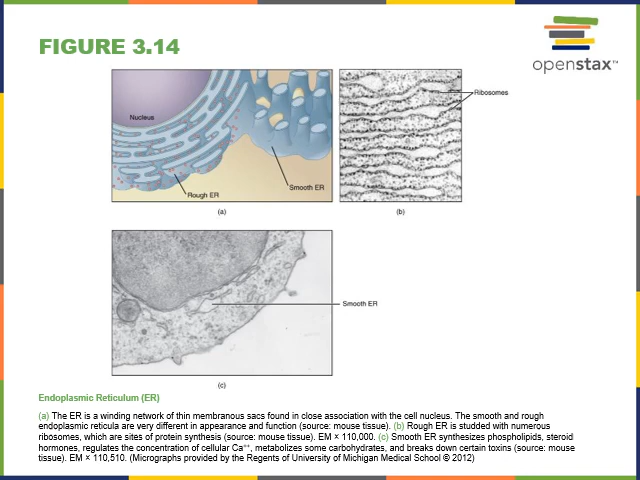 FIGURE 3.14
openstax™
Nucleus
Rough ER
Smooth ER
(a)
Ribosomes
(b)
Smooth ER
(c)
Endoplasmic Reticulum (ER)
(a) The ER is a winding network of thin membranous sacs found in close association with the cell nucleus. The smooth and rough
endoplasmic reticula are very different in appearance and function (source: mouse tissue). (b) Rough ER is studded with numerous
ribosomes, which are sites of protein synthesis (source: mouse tissue). EM × 110,000. (c) Smooth ER synthesizes phospholipids, steroid
hormones, regulates the concentration of cellular Ca⁺⁺, metabolizes some carbohydrates, and breaks down certain toxins (source: mouse
tissue). EM × 110,510. (Micrographs provided by the Regents of University of Michigan Medical School © 2012)